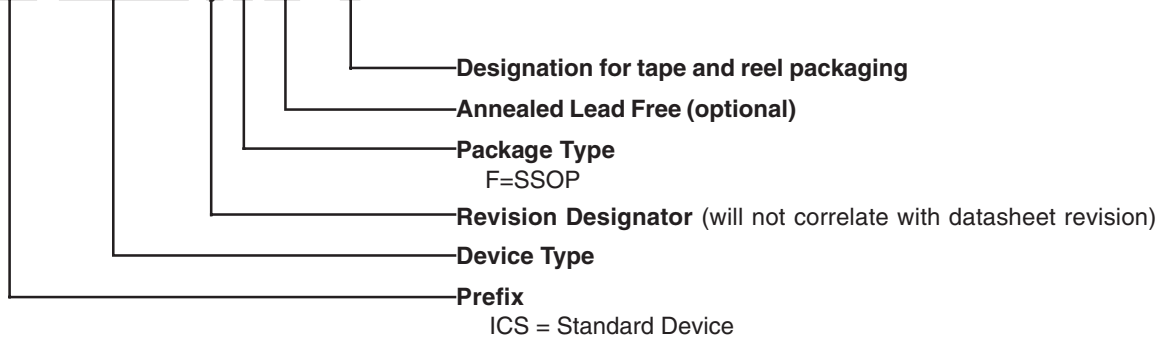 Designation for tape and reel packaging
Annealed Lead Free (optional)
Package Type
F=SSOP
Revision Designator (will not correlate with datasheet revision)
Device Type
Prefix
ICS = Standard Device